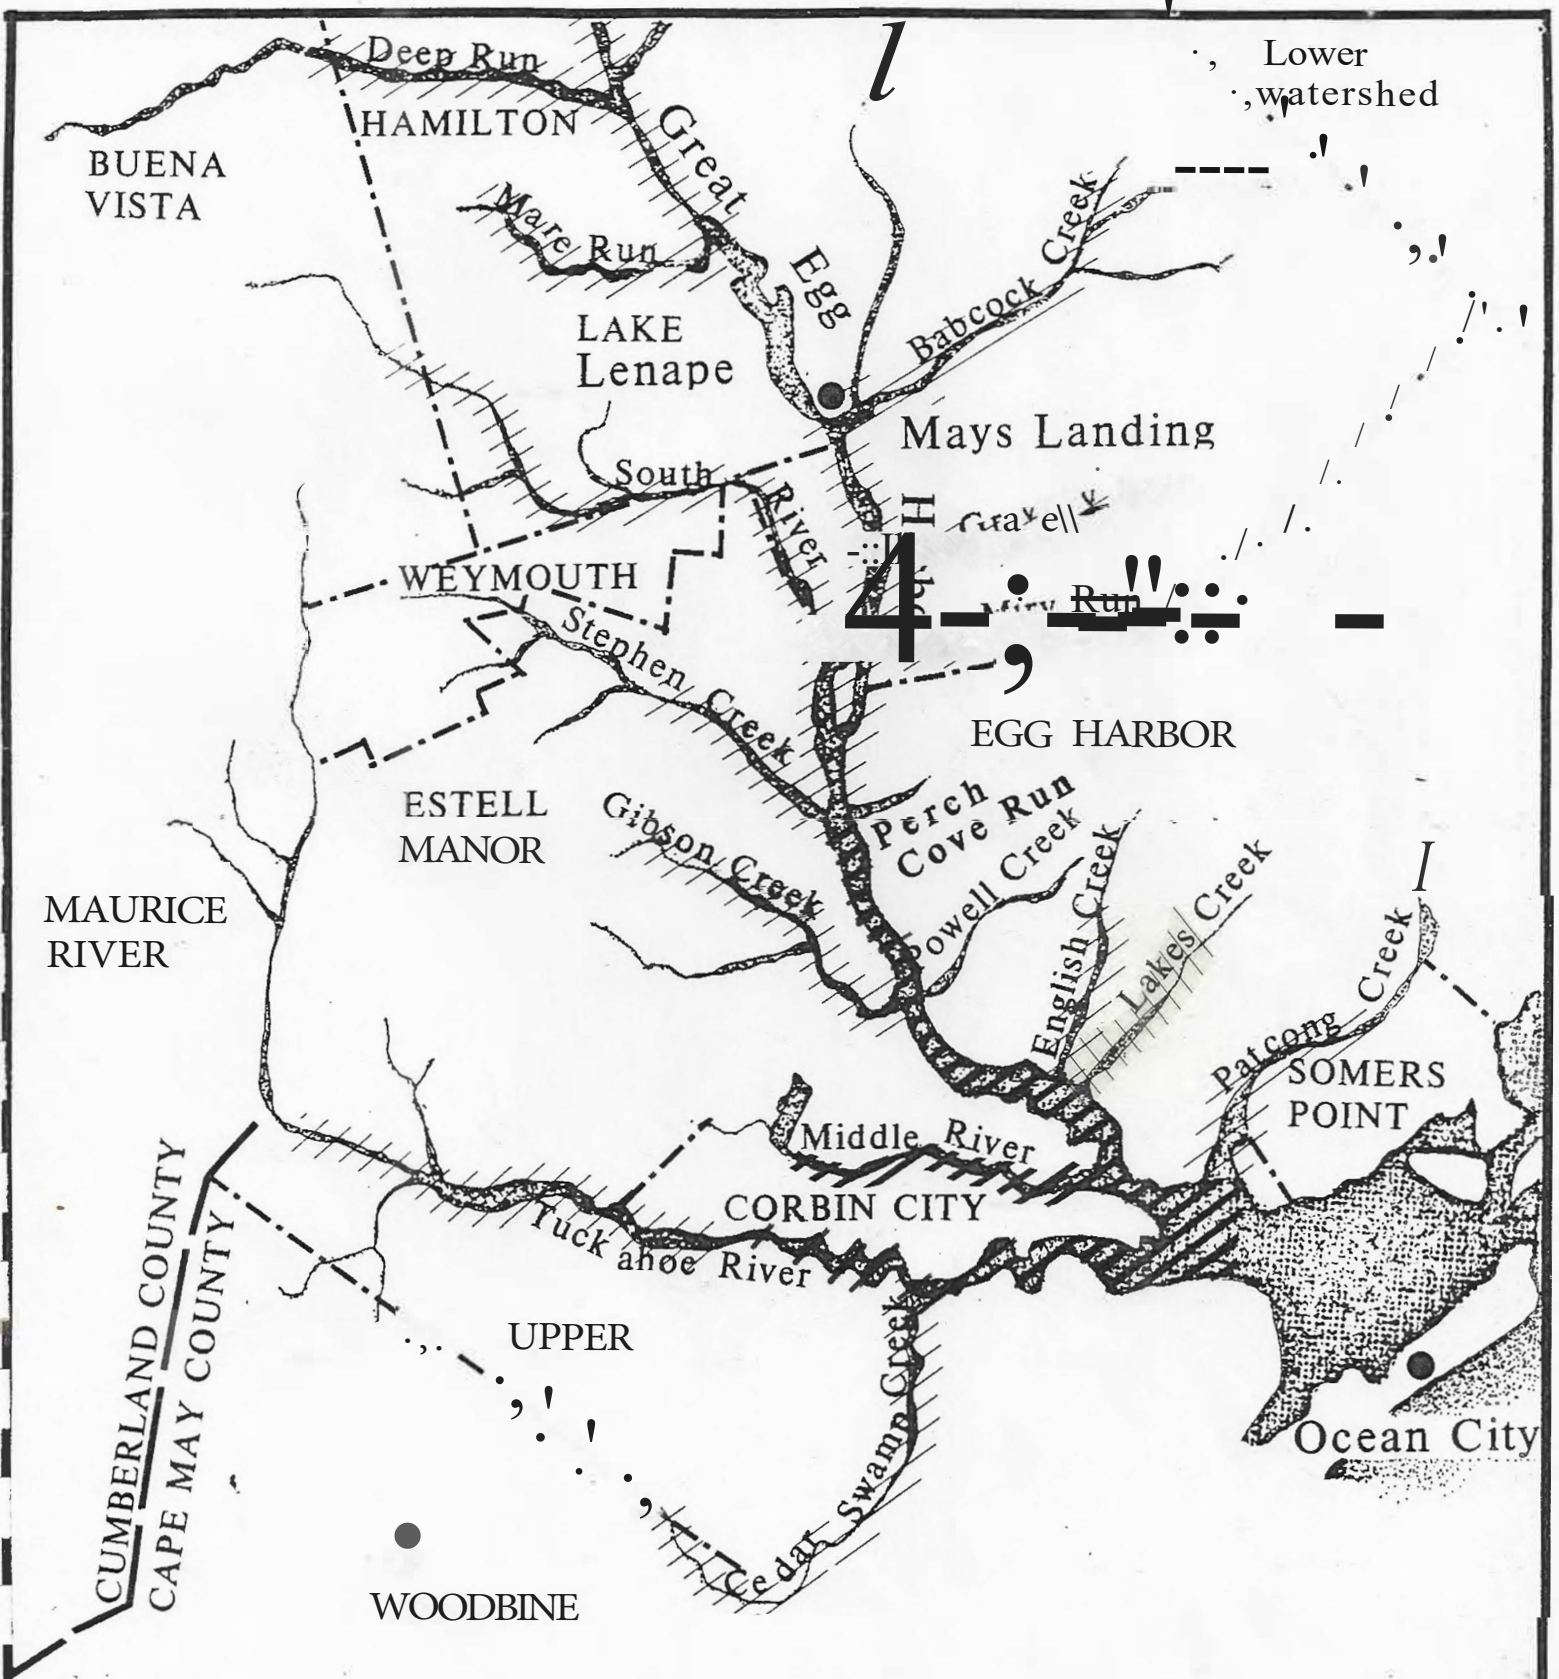 Lower
watershed
Deep Run
HAMILTON
BUENA
VISTA
Great
Egg
Mare Run
Babcock Creek
LAKE
Lenape
Mays Landing
South
River
H
WEYMOUTH
Run
Stephen Creek
EGG HARBOR
ESTELL
MANOR
Gibson Creek
Perch
Cove Run
Powell Creek
English Creek
Lakes Creek
Patcong Creek
MAURICE
RIVER
SOMERS
POINT
Middle River
CORBIN CITY
Tuckahoe River
CUMBERLAND COUNTY
CAPE MAY COUNTY
UPPER
Cedar Swamp Creek
Ocean City
WOODBINE